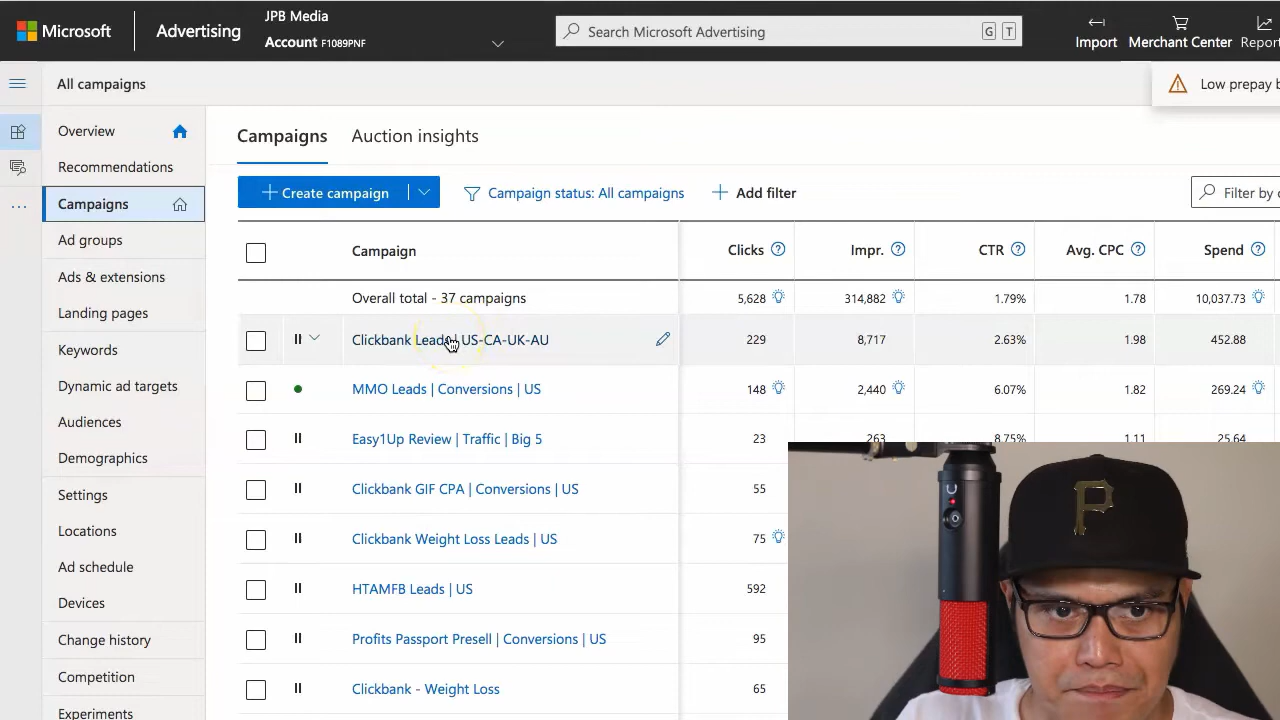 Microsoft
Advertising
JPB Media
Account F1089PNF
Search Microsoft Advertising
G T
Import
Merchant Center
Report
All campaigns
Low prepay b
Overview
Recommendations
Campaigns
Ad groups
Ads & extensions
Landing pages
Keywords
Dynamic ad targets
Audiences
Demographics
Settings
Locations
Ad schedule
Devices
Change history
Competition
Experiments
Campaigns Auction insights
Create campaign Campaign status: All campaigns Add filter Filter by c
Campaign Clicks Impr. CTR Avg. CPC Spend
Overall total - 37 campaigns 5,628 314,882 1.79% 1.78 10,037.73
Clickbank Leads | US-CA-UK-AU 229 8,717 2.63% 1.98 452.88
MMO Leads | Conversions | US 148 2,440 6.07% 1.82 269.24
Easy1Up Review | Traffic | Big 5 23 263 8.75% 1.11 25.64
Clickbank GIF CPA | Conversions | US 55
Clickbank Weight Loss Leads | US 75
HTAMFB Leads | US 592
Profits Passport Presell | Conversions | US 95
Clickbank - Weight Loss 65
P